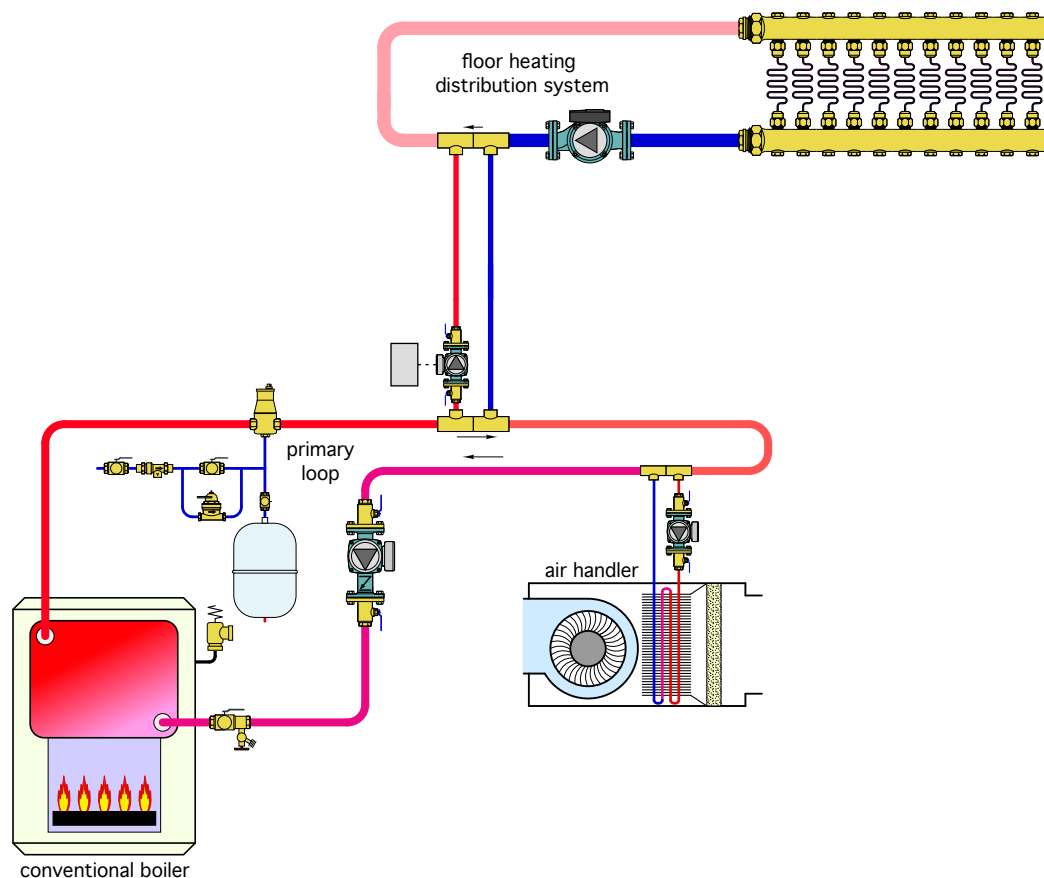 floor heating
distribution system
primary
loop
air handler
conventional boiler